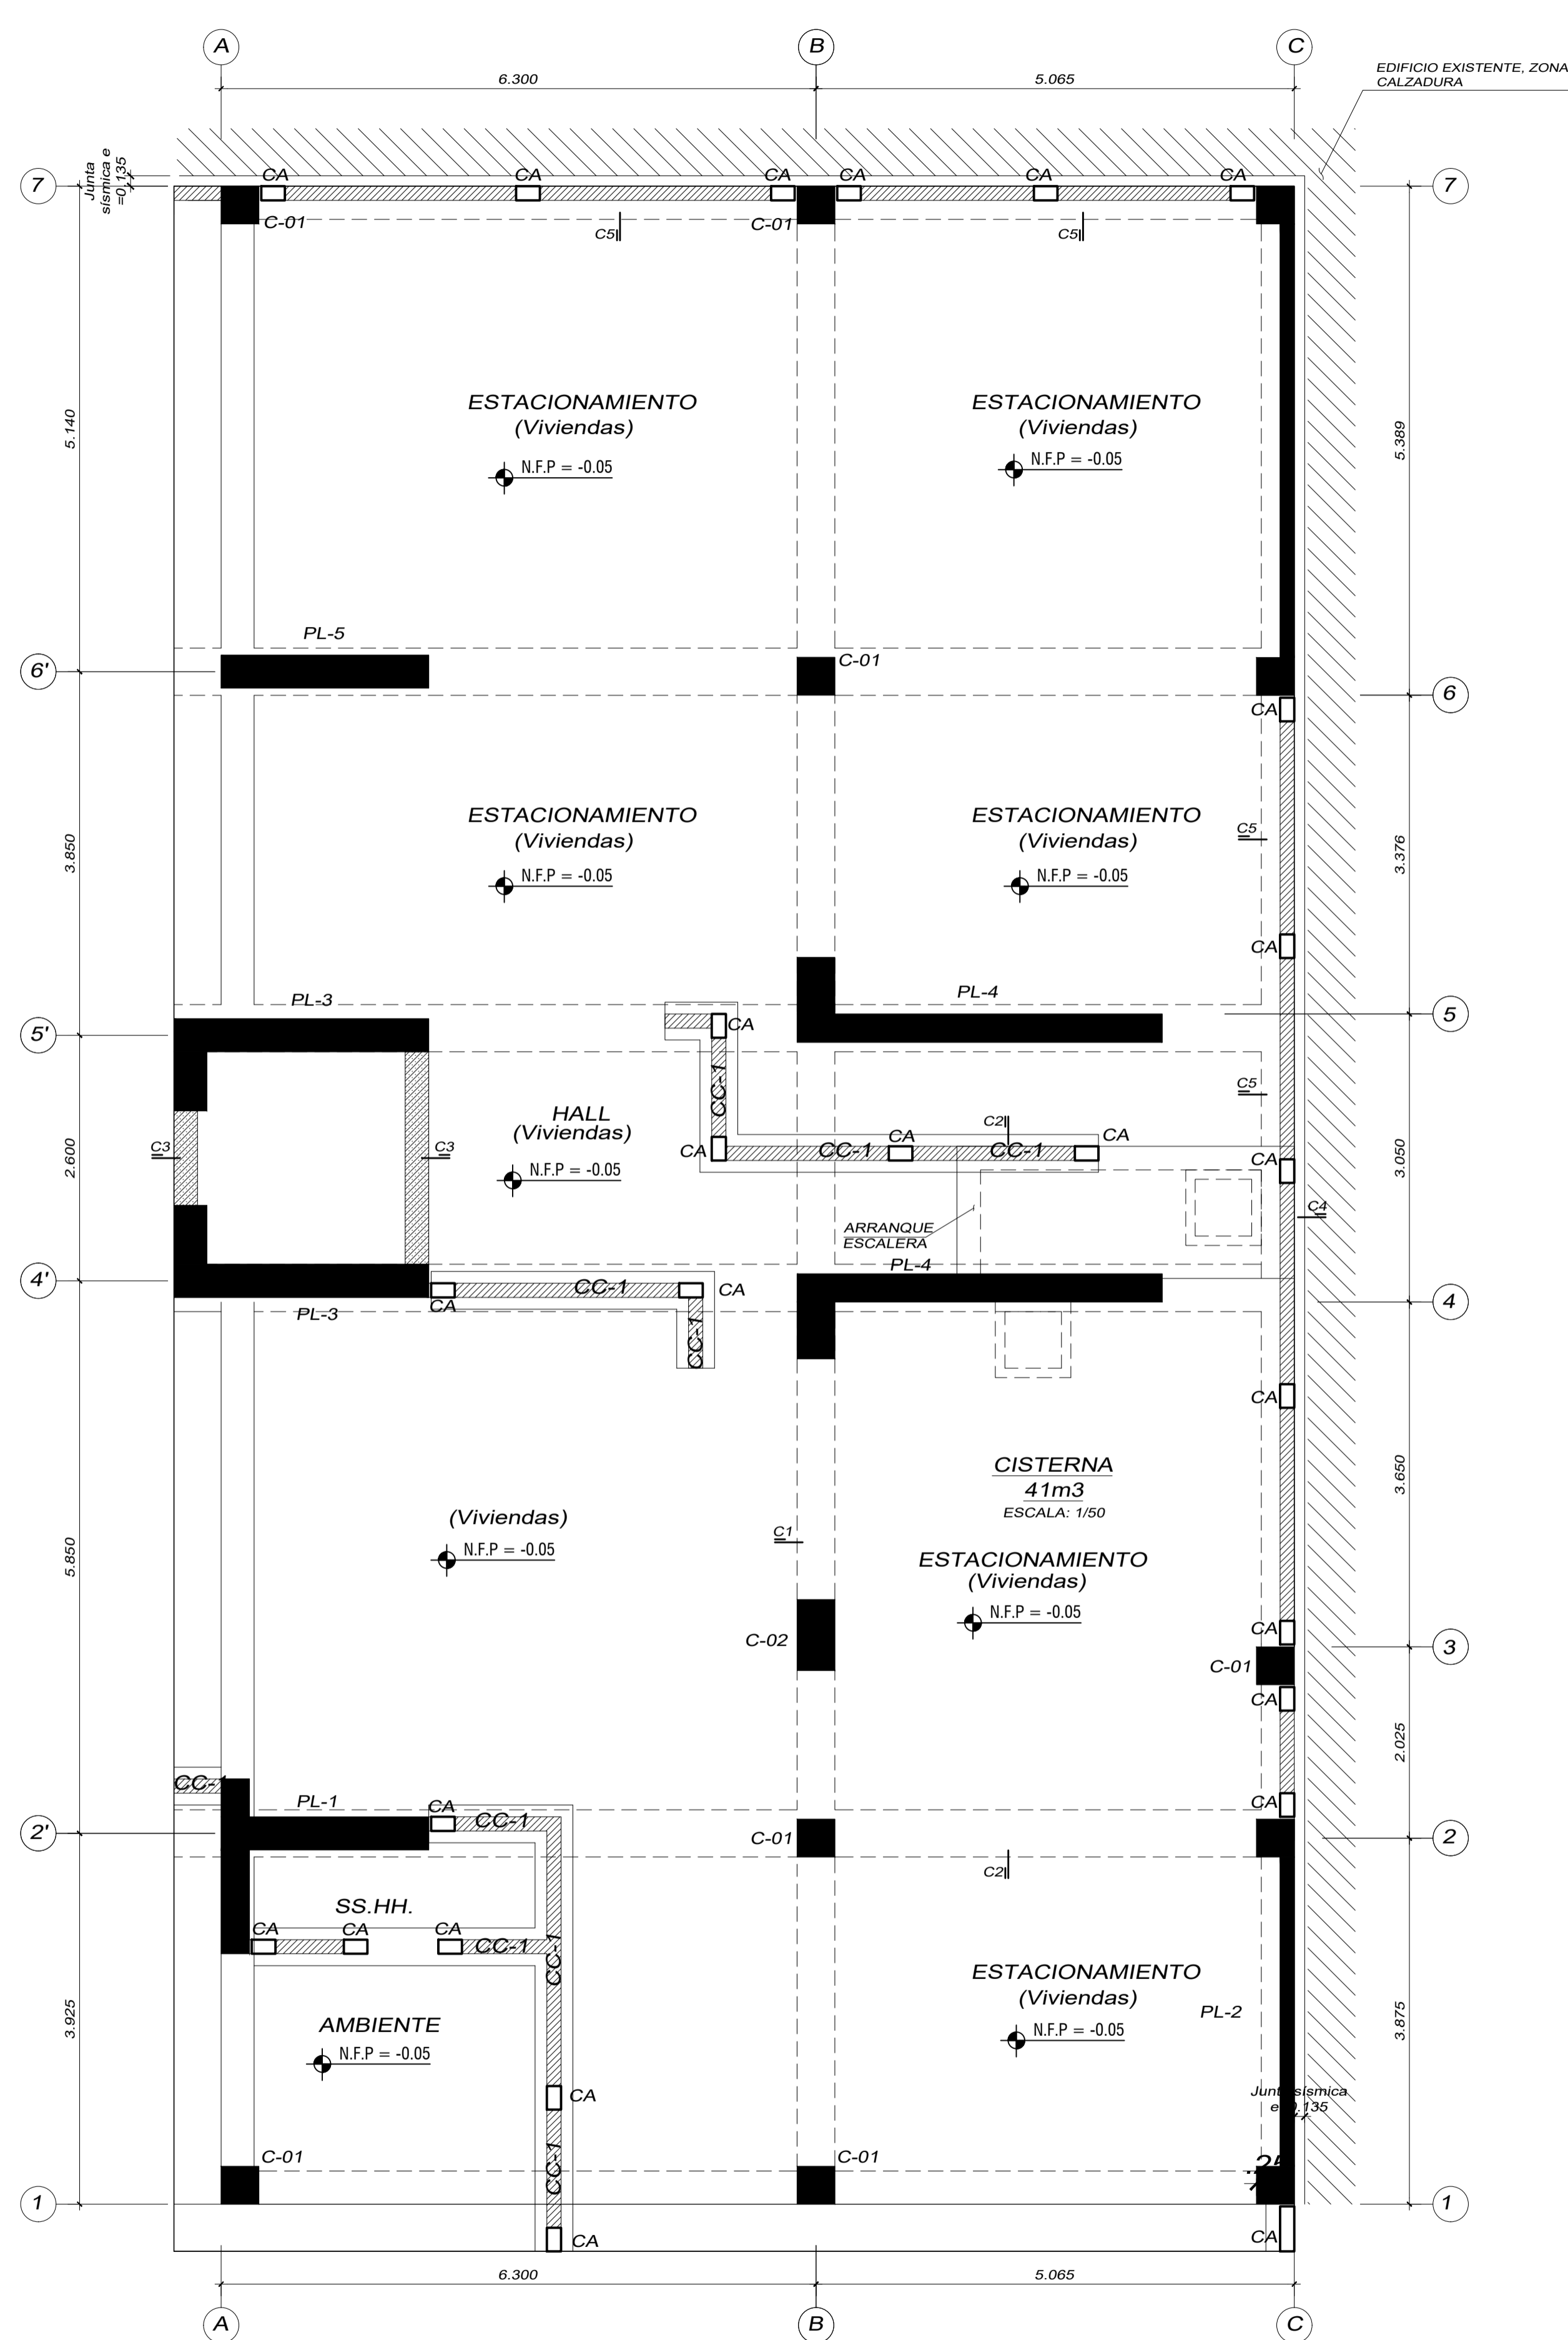 A
B
C
6.300
5.065
EDIFICIO EXISTENTE, ZONA
CALZADURA
Junta
sísmica e
=0.135
7
CA
CA
CA
CA
CA
CA
7
C-01
C5
C-01
C5
5.140
ESTACIONAMIENTO
(Viviendas)
N.F.P = -0.05
ESTACIONAMIENTO
(Viviendas)
N.F.P = -0.05
5.389
PL-5
C-01
6'
6
CA
3.850
ESTACIONAMIENTO
(Viviendas)
N.F.P = -0.05
ESTACIONAMIENTO
(Viviendas)
N.F.P = -0.05
C5
3.376
CA
PL-3
PL-4
5'
CA
5
CC-1
C5
2.600
C3
C3
HALL
(Viviendas)
N.F.P = -0.05
C2
CA
CC-1
CA
CC-1
CA
CA
3.050
C4
ARRANQUE
ESCALERA
PL-4
4'
CA
CC-1
CA
4
PL-3
CC-1
CA
CISTERNA
41m3
ESCALA: 1/50
3.650
(Viviendas)
N.F.P = -0.05
C1
ESTACIONAMIENTO
(Viviendas)
N.F.P = -0.05
5.850
C-02
CA
3
C-01
CA
2.025
CC-1
PL-1
CA
CC-1
CA
2'
C-01
2
C2
SS.HH.
CA
CA
CA
CC-1
CC-1
3.925
AMBIENTE
N.F.P = -0.05
ESTACIONAMIENTO
(Viviendas)
N.F.P = -0.05
PL-2
3.875
CA
Junta sísmica
e=0.135
C-01
CC-1
C-01
.25
1
1
CA
CA
6.300
5.065
A
B
C